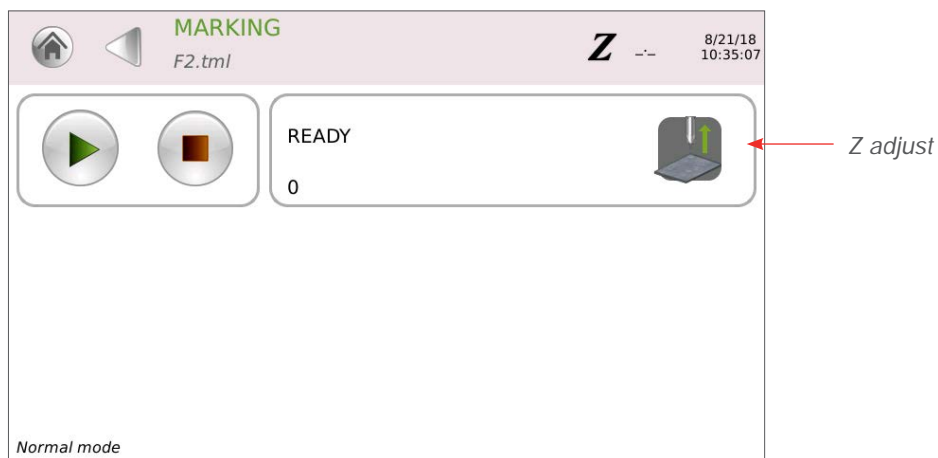 MARKING
F2.tml
Z _._
8/21/18
10:35:07
READY
0
Z adjust
Normal mode